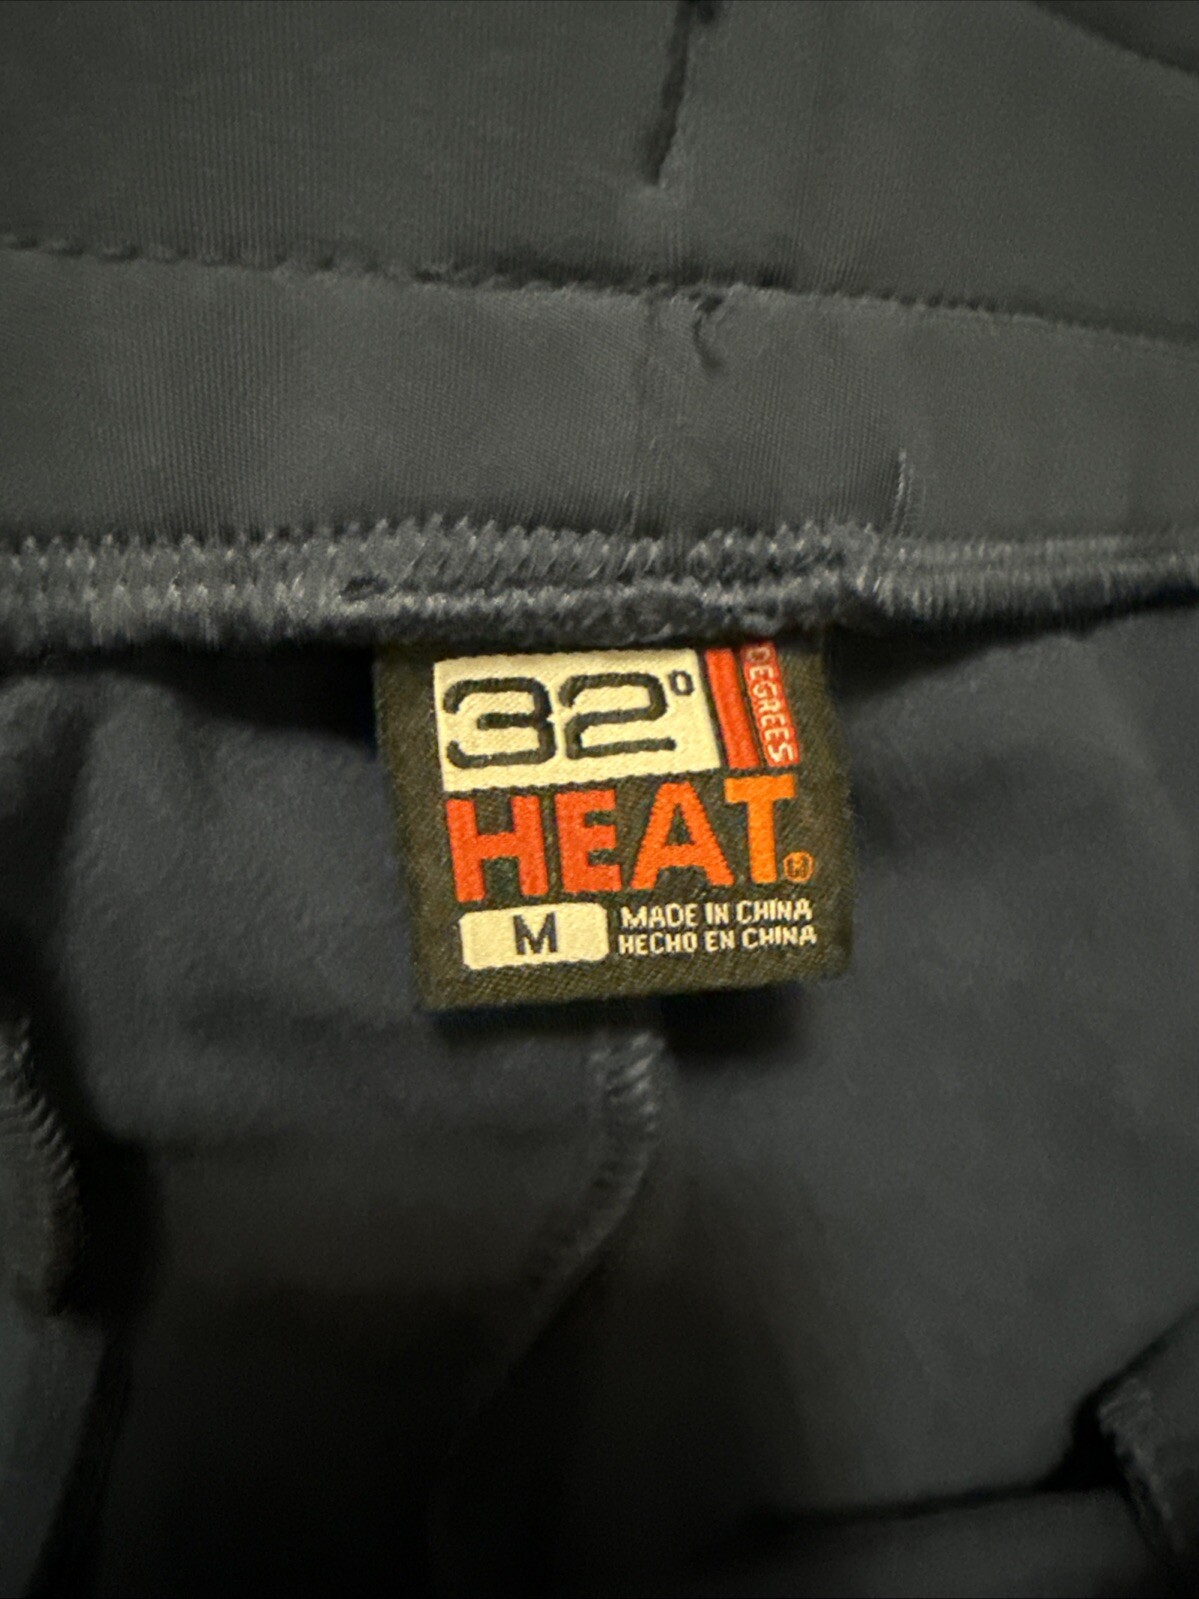 32°
DEGREES
HEAT
M
MADE IN CHINA
HECHO EN CHINA